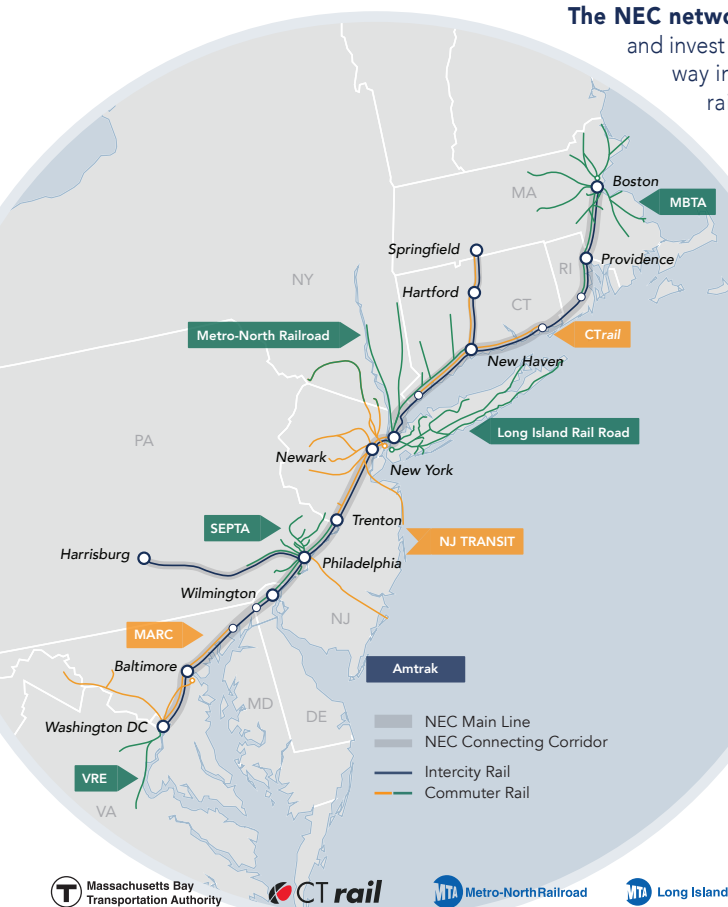 The NEC netwo
and invest
way in
ra
Boston
MA
MBTA
Springfield
Providence
RI
NY
Hartford
CT
Metro-North Railroad
CTrail
New Haven
Long Island Rail Road
PA
Newark
New York
SEPTA
Trenton
NJ TRANSIT
Harrisburg
Philadelphia
Wilmington
NJ
MARC
Baltimore
Amtrak
MD
DE
Washington DC
NEC Main Line
NEC Connecting Corridor
Intercity Rail
VRE
Commuter Rail
VA
T
Massachusetts Bay
Transportation Authority
CTrail
MTA Metro-North Railroad
MTA Long Island